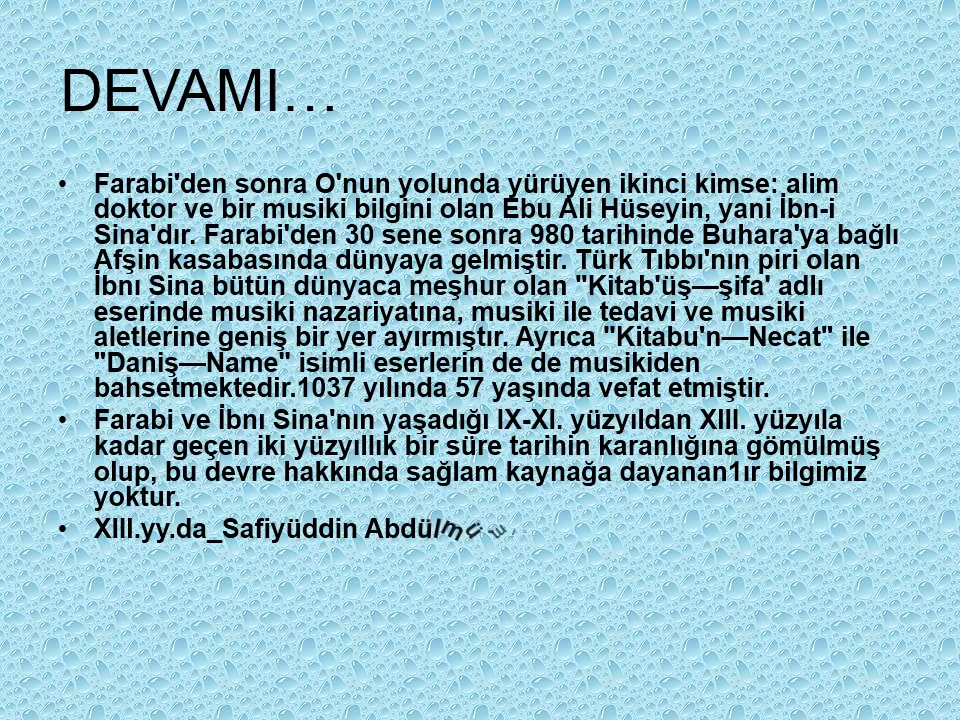 DEVAMI…
• Farabi'den sonra O'nun yolunda yürüyen ikinci kimse: alim
doktor ve bir musiki bilgini olan Ebu Ali Hüseyin, yani İbn-i
Sina'dır. Farabi'den 30 sene sonra 980 tarihinde Buhara'ya bağlı
Afşin kasabasında dünyaya gelmiştir. Türk Tıbbı'nın piri olan
İbnı Sina bütün dünyaca meşhur olan "Kitab'üş—şifa' adlı
eserinde musiki nazariyatına, musiki ile tedavi ve musiki
aletlerine geniş bir yer ayırmıştır. Ayrıca "Kitabu'n—Necat" ile
"Daniş—Name" isimli eserlerin de de musikiden
bahsetmektedir.1037 yılında 57 yaşında vefat etmiştir.
• Farabi ve İbnı Sina'nın yaşadığı IX-XI. yüzyıldan XIII. yüzyıla
kadar geçen iki yüzyıllık bir süre tarihin karanlığına gömülmüş
olup, bu devre hakkında sağlam kaynağa dayanan1ır bilgimiz
yoktur.
• XIII.yy.da_Safiyüddin